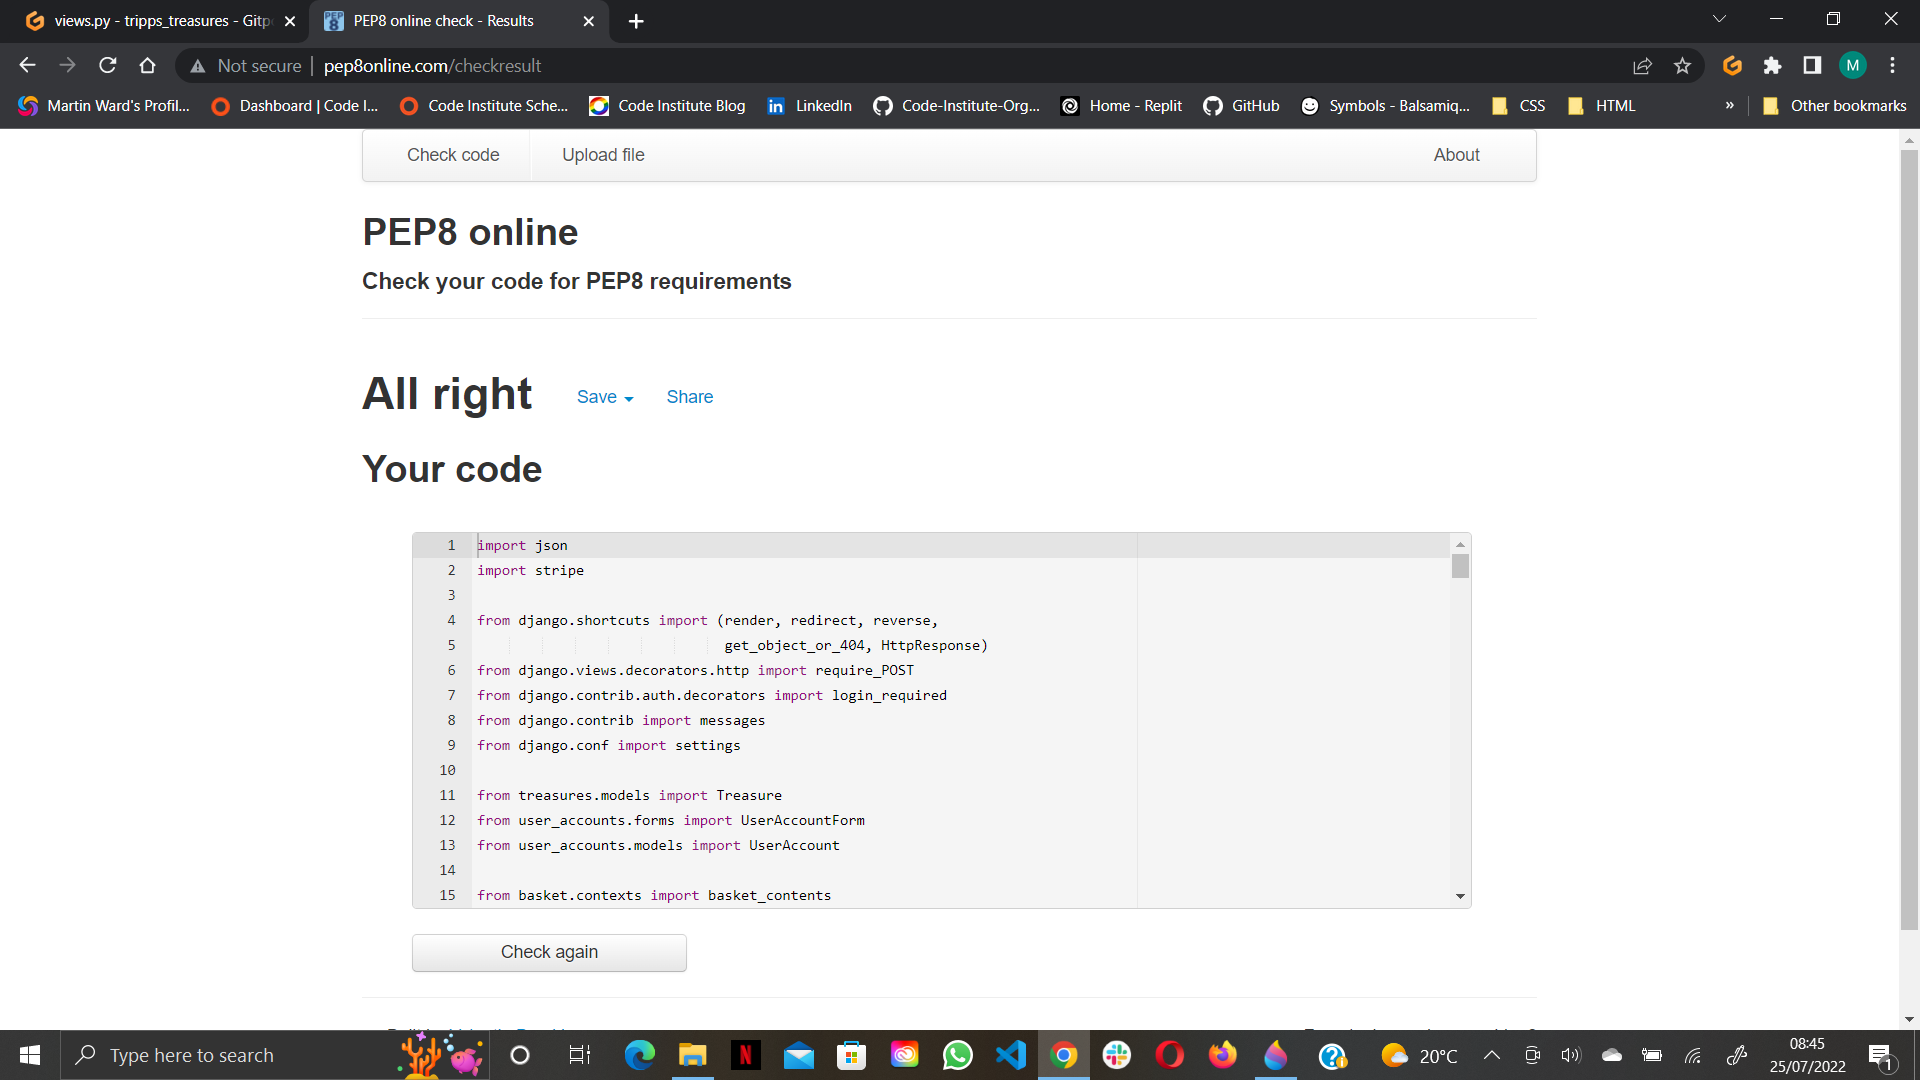 views.py - tripps_treasures - Gitp
PEP8 online check - Results
Not secure
pep8online.com/checkresult
M
Martin Ward's Profil...
Dashboard | Code I...
Code Institute Sche...
Code Institute Blog
LinkedIn
Code-Institute-Org...
Home - Replit
GitHub
Symbols - Balsamiq...
CSS
HTML
»
Other bookmarks
Check code
Upload file
About
PEP8 online
Check your code for PEP8 requirements
All right
Save
Share
Your code
1 import json
2 import stripe
3
4 from django.shortcuts import (render, redirect, reverse,
5 get_object_or_404, HttpResponse)
6 from django.views.decorators.http import require_POST
7 from django.contrib.auth.decorators import login_required
8 from django.contrib import messages
9 from django.conf import settings
10
11 from treasures.models import Treasure
12 from user_accounts.forms import UserAccountForm
13 from user_accounts.models import UserAccount
14
15 from basket.contexts import basket_contents
Check again
Type here to search
20°C
08:45
25/07/2022
1